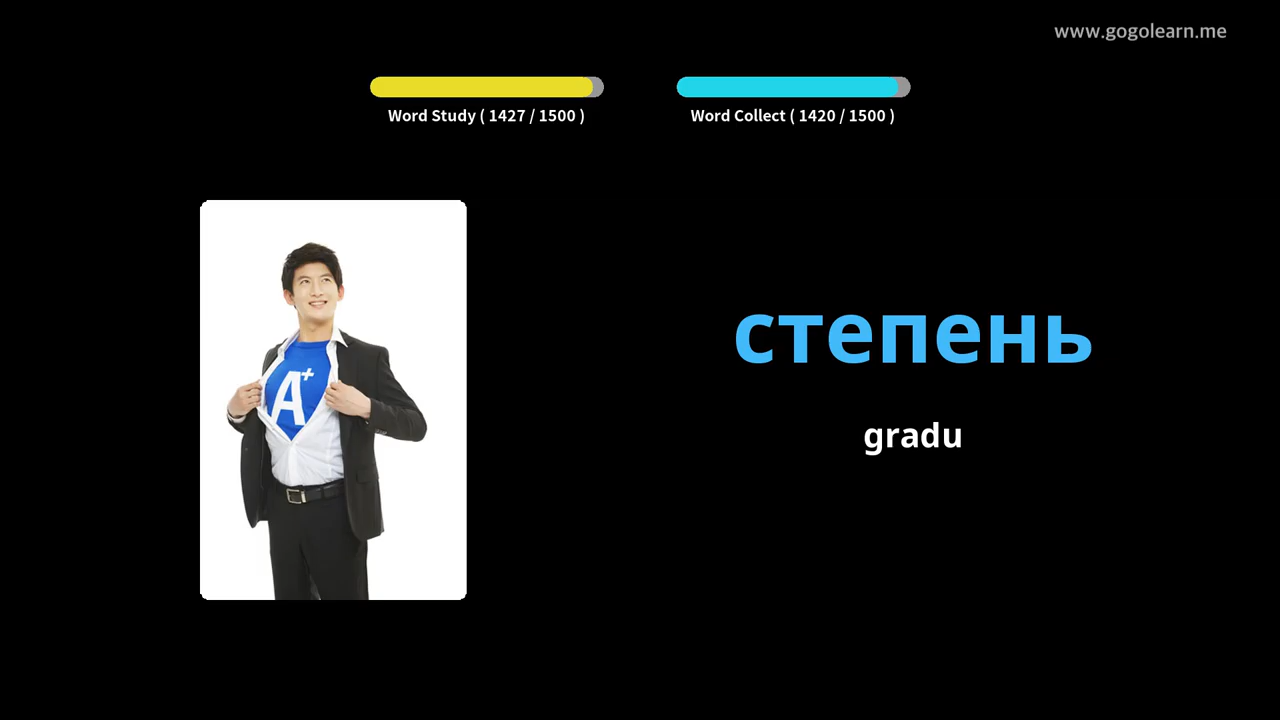 www.gogolearn.me
Word Study ( 1427 / 1500 )
Word Collect ( 1420 / 1500 )
A+
степень
gradu